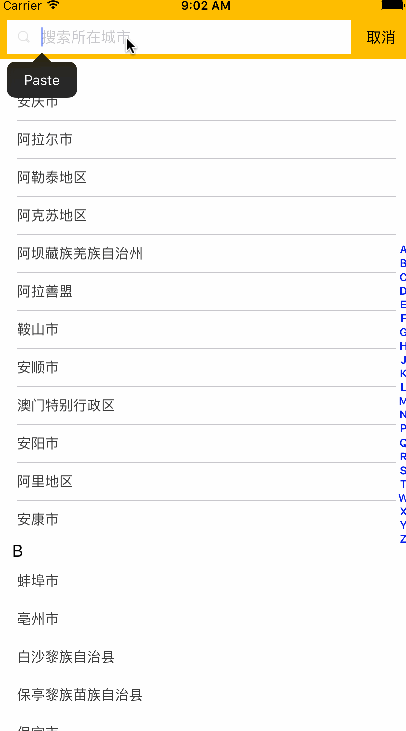 Carrier 9:02 AM
搜索所在城市 取消
Paste
安庆市
阿拉尔市
阿勒泰地区
阿克苏地区
阿坝藏族羌族自治州
阿拉善盟
鞍山市
安顺市
澳门特别行政区
安阳市
阿里地区
安康市
B
蚌埠市
亳州市
白沙黎族自治县
保亭黎族苗族自治县
保定市
A
B
C
D
E
F
G
H
J
K
L
M
N
P
Q
R
S
T
W
X
Y
Z